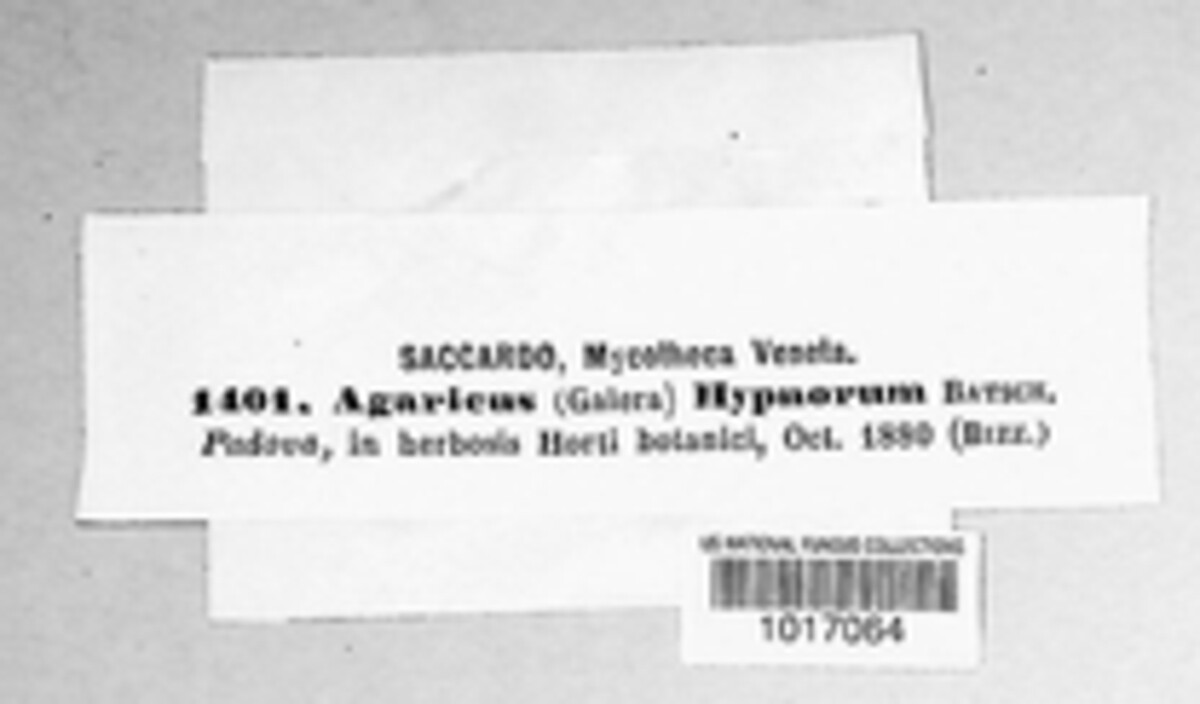 SACCARDO, Mycotheca Veneta.
1401. Agaricus (Galera) Hypnorum BATSCH.
Padova, in herbosis Horti botanici, Oct. 1880 (BIZZ.)
US NATIONAL FUNGUS COLLECTIONS
1017064